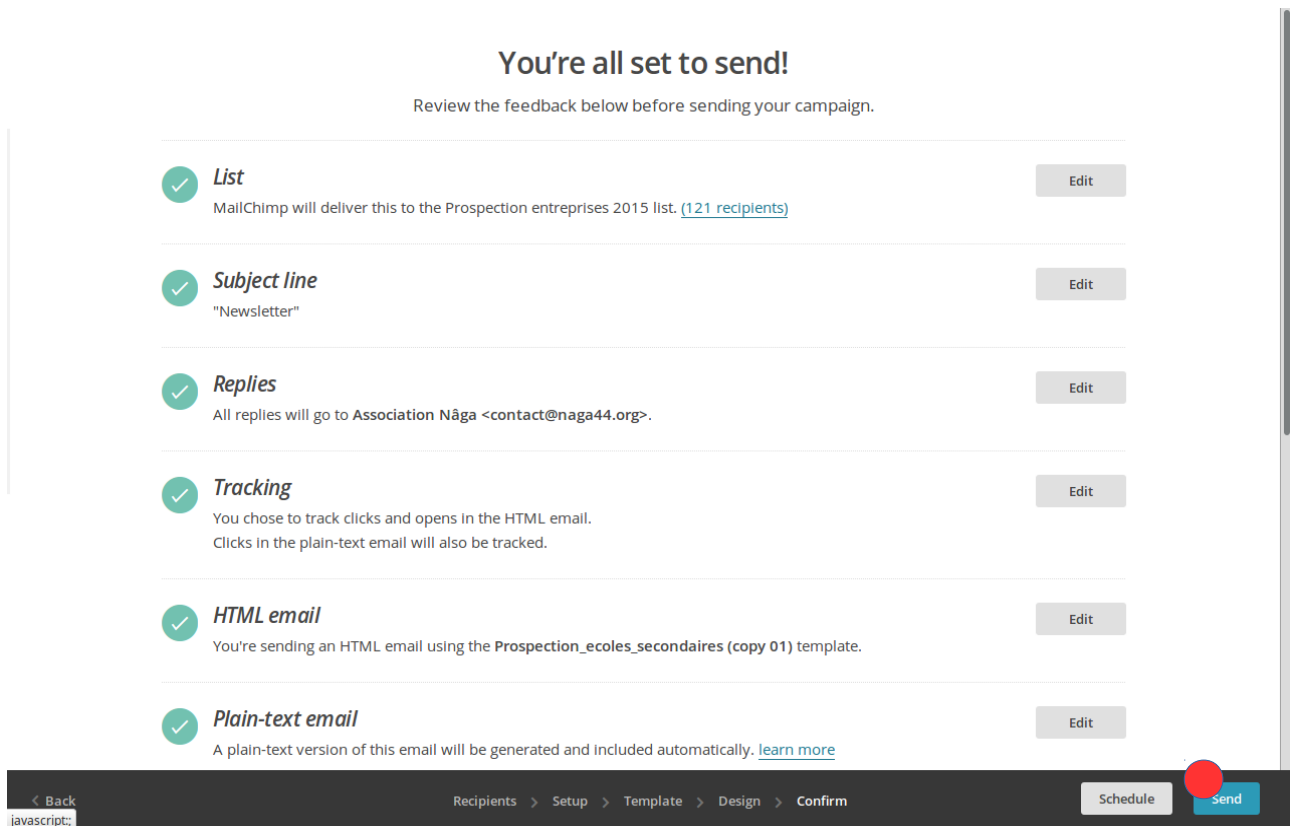 You're all set to send!
Review the feedback below before sending your campaign.
List
Edit
MailChimp will deliver this to the Prospection entreprises 2015 list. (121 recipients)
Subject line
Edit
"Newsletter"
Replies
Edit
All replies will go to Association Nâga <contact@naga44.org>.
Tracking
Edit
You chose to track clicks and opens in the HTML email.
Clicks in the plain-text email will also be tracked.
HTML email
Edit
You're sending an HTML email using the Prospection_ecoles_secondaires (copy 01) template.
Plain-text email
Edit
A plain-text version of this email will be generated and included automatically. learn more
< Back
Recipients > Setup > Template > Design > Confirm
Schedule
Send
javascript:;